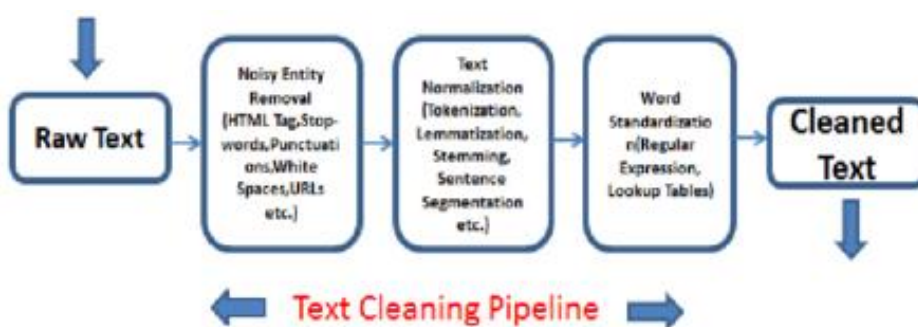 Raw Text
Noisy Entity
Removal
(HTML Tag,Stop-
words,Punctuati
ons,White
Spaces,URLs
etc.)
Text
Normalization
(Tokenization,
Lemmatization,
Stemming,
Sentence
Segmentation
etc.)
Word
Standardizatio
n(Regular
Expression,
Lookup Tables)
Cleaned
Text
Text Cleaning Pipeline